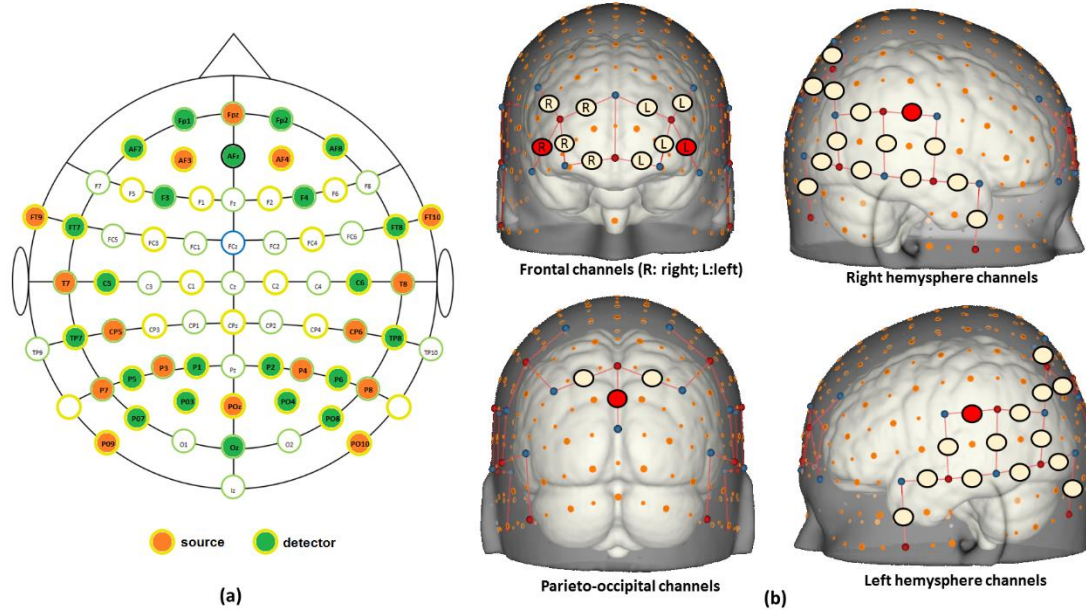 Fpz
Fp1 Fp2
AF7 AF8
AFz
AF3 AF4
F7 F5 F3 F1 Fz F2 F4 F6 F8
FT9 FT7 FC5 FC3 FC1 FCz FC2 FC4 FC6 FT8 FT10
T7 C5 C3 C1 Cz C2 C4 C6 T8
TP9 TP7 CP5 CP3 CP1 CPz CP2 CP4 CP6 TP8 TP10
P7 P5 P3 P1 Pz P2 P4 P6 P8
P03 POz PO4
P07 PO8
P09 O1 Oz O2 PO10
Iz
source detector
(a)
R R L L
R R R L L L
Frontal channels (R: right; L:left)
Right hemysphere channels
Parieto-occipital channels
Left hemysphere channels
(b)